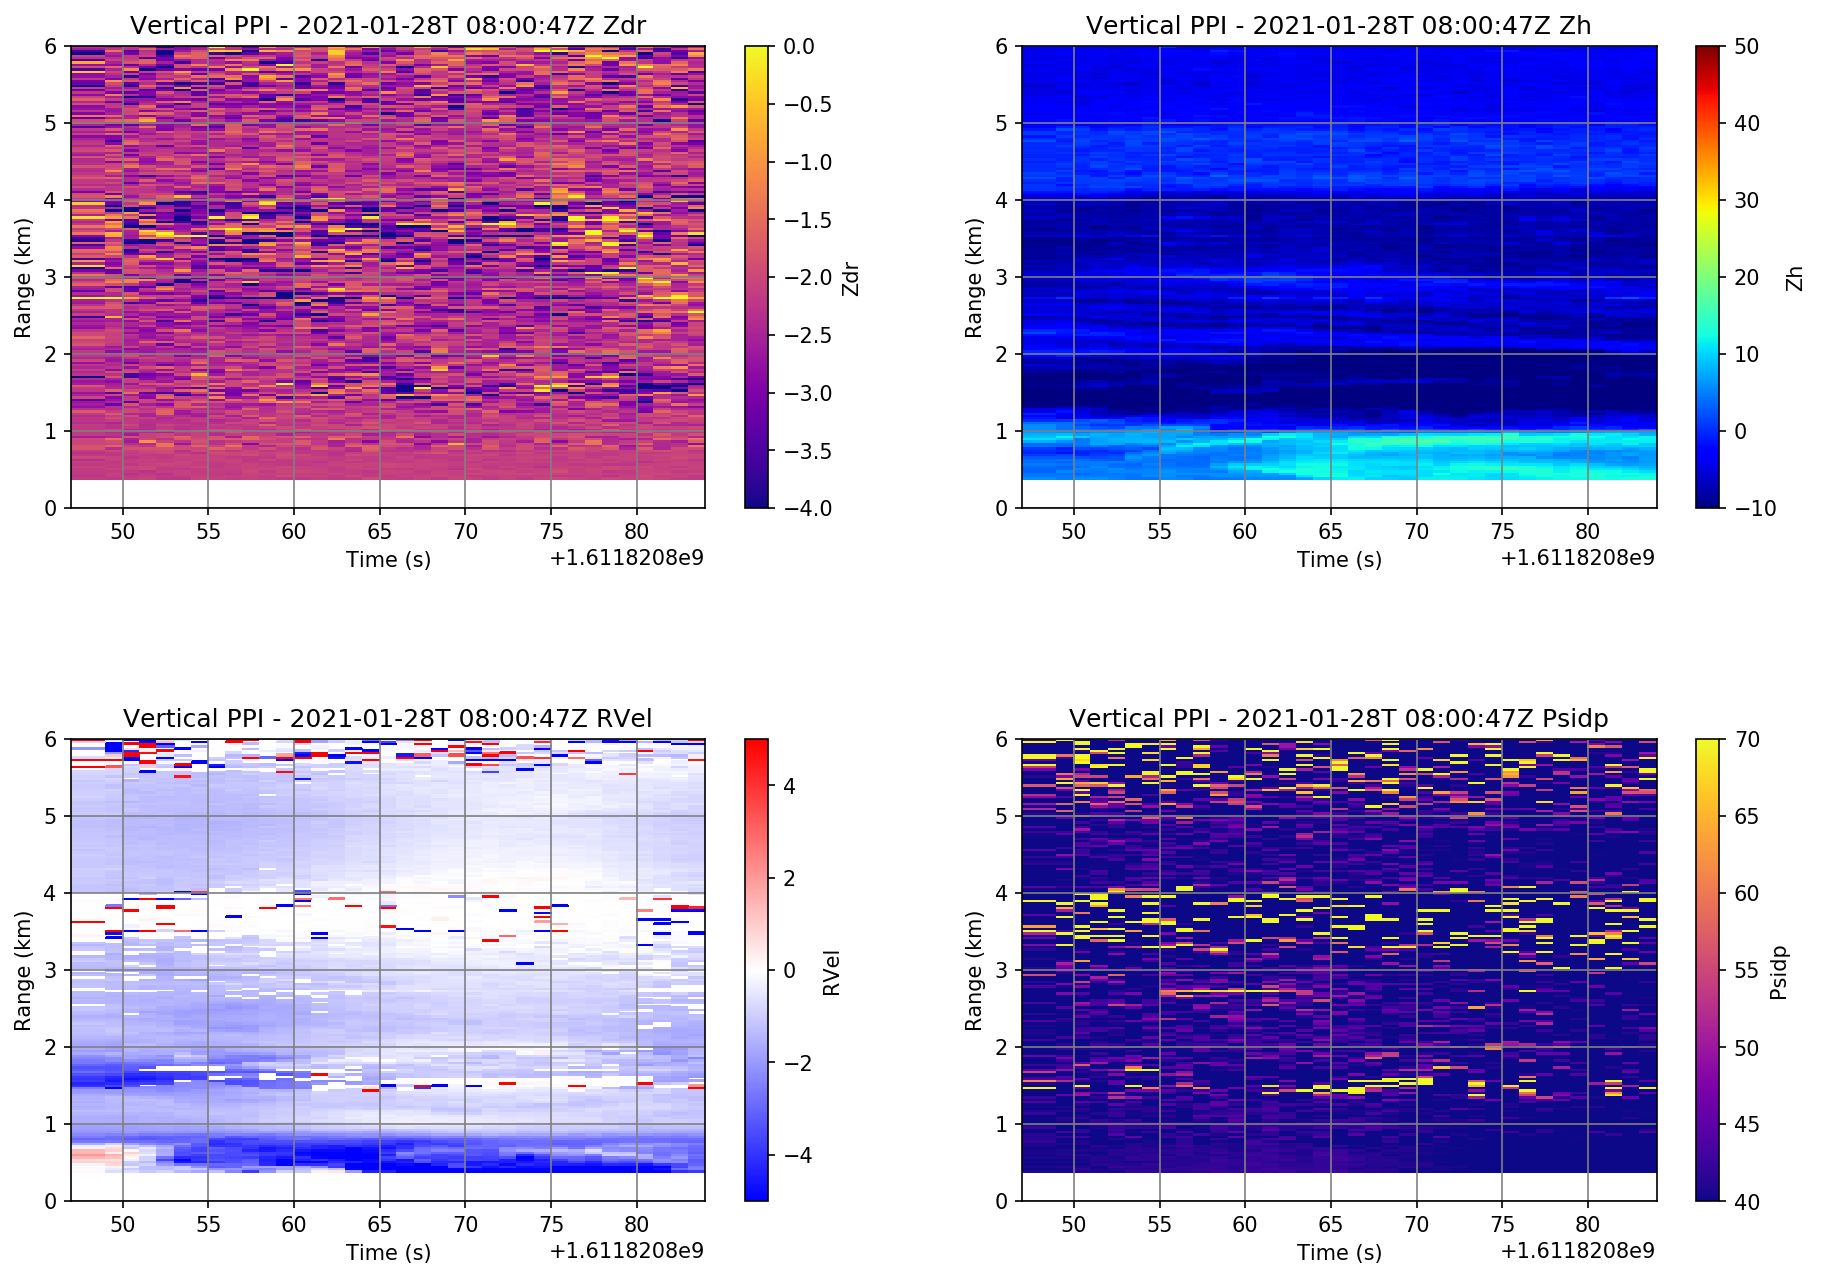 Vertical PPI - 2021-01-28T 08:00:47Z Zdr
6
5
4
3
2
1
0
Range (km)
50 55 60 65 70 75 80
Time (s)
+1.6118208e9
0.0
−0.5
−1.0
−1.5
−2.0
−2.5
−3.0
−3.5
−4.0
Zdr
Vertical PPI - 2021-01-28T 08:00:47Z Zh
6
5
4
3
2
1
0
Range (km)
50 55 60 65 70 75 80
Time (s)
+1.6118208e9
50
40
30
20
10
0
−10
Zh
Vertical PPI - 2021-01-28T 08:00:47Z RVel
6
5
4
3
2
1
0
Range (km)
50 55 60 65 70 75 80
Time (s)
+1.6118208e9
4
2
0
−2
−4
RVel
Vertical PPI - 2021-01-28T 08:00:47Z Psidp
6
5
4
3
2
1
0
Range (km)
50 55 60 65 70 75 80
Time (s)
+1.6118208e9
70
65
60
55
50
45
40
Psidp